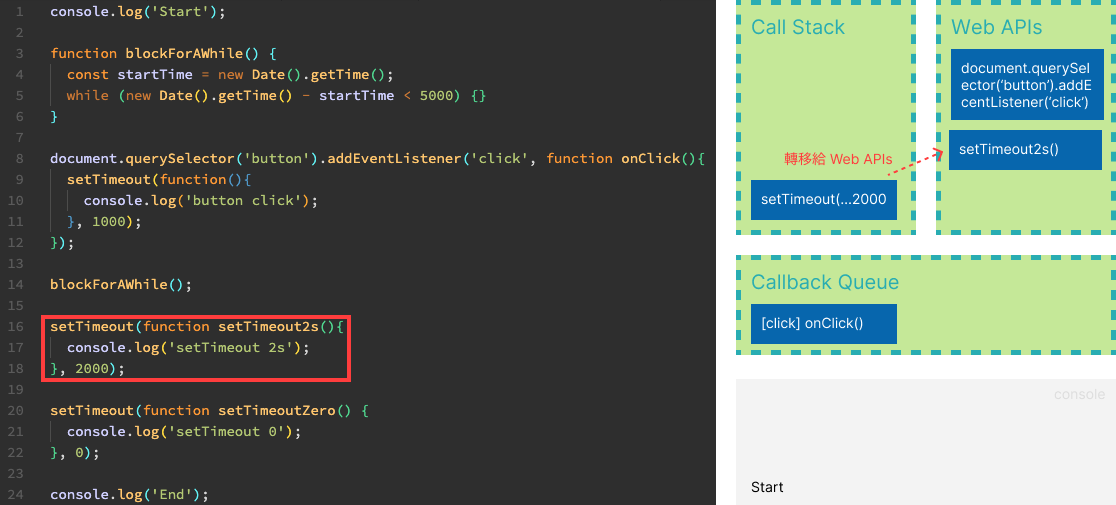 1 console.log('Start');
2
3 function blockForAWhile() {
4 const startTime = new Date().getTime();
5 while (new Date().getTime() - startTime < 5000) {}
6 }
7
8 document.querySelector('button').addEventListener('click', function onClick(){
9 setTimeout(function(){
10 console.log('button click');
11 }, 1000);
12 });
13
14 blockForAWhile();
15
16 setTimeout(function setTimeout2s(){
17 console.log('setTimeout 2s');
18 }, 2000);
19
20 setTimeout(function setTimeoutZero() {
21 console.log('setTimeout 0');
22 }, 0);
23
24 console.log('End');
Call Stack
轉移給 Web APIs
setTimeout(...2000
Web APIs
document.querySel
ector(‘button’).addE
centListener(‘click’)
setTimeout2s()
Callback Queue
[click] onClick()
console
Start